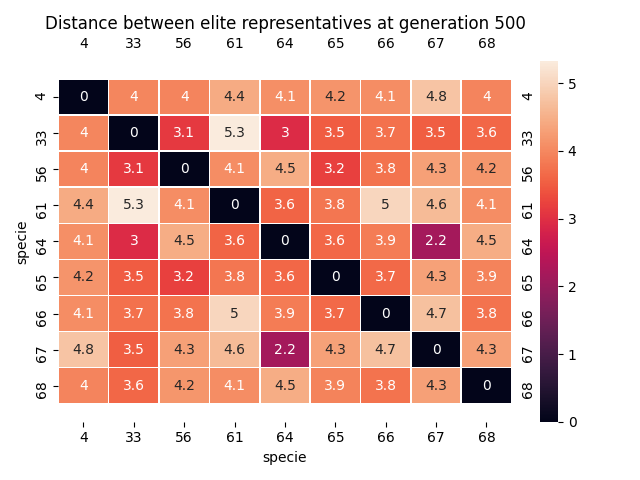 Distance between elite representatives at generation 500
4 33 56 61 64 65 66 67 68
4 0 4 4 4.4 4.1 4.2 4.1 4.8 4 4
33 4 0 3.1 5.3 3 3.5 3.7 3.5 3.6 33
56 4 3.1 0 4.1 4.5 3.2 3.8 4.3 4.2 56
61 4.4 5.3 4.1 0 3.6 3.8 5 4.6 4.1 61
64 4.1 3 4.5 3.6 0 3.6 3.9 2.2 4.5 64
65 4.2 3.5 3.2 3.8 3.6 0 3.7 4.3 3.9 65
66 4.1 3.7 3.8 5 3.9 3.7 0 4.7 3.8 66
67 4.8 3.5 4.3 4.6 2.2 4.3 4.7 0 4.3 67
68 4 3.6 4.2 4.1 4.5 3.9 3.8 4.3 0 68
4 33 56 61 64 65 66 67 68
specie
specie
5
4
3
2
1
0